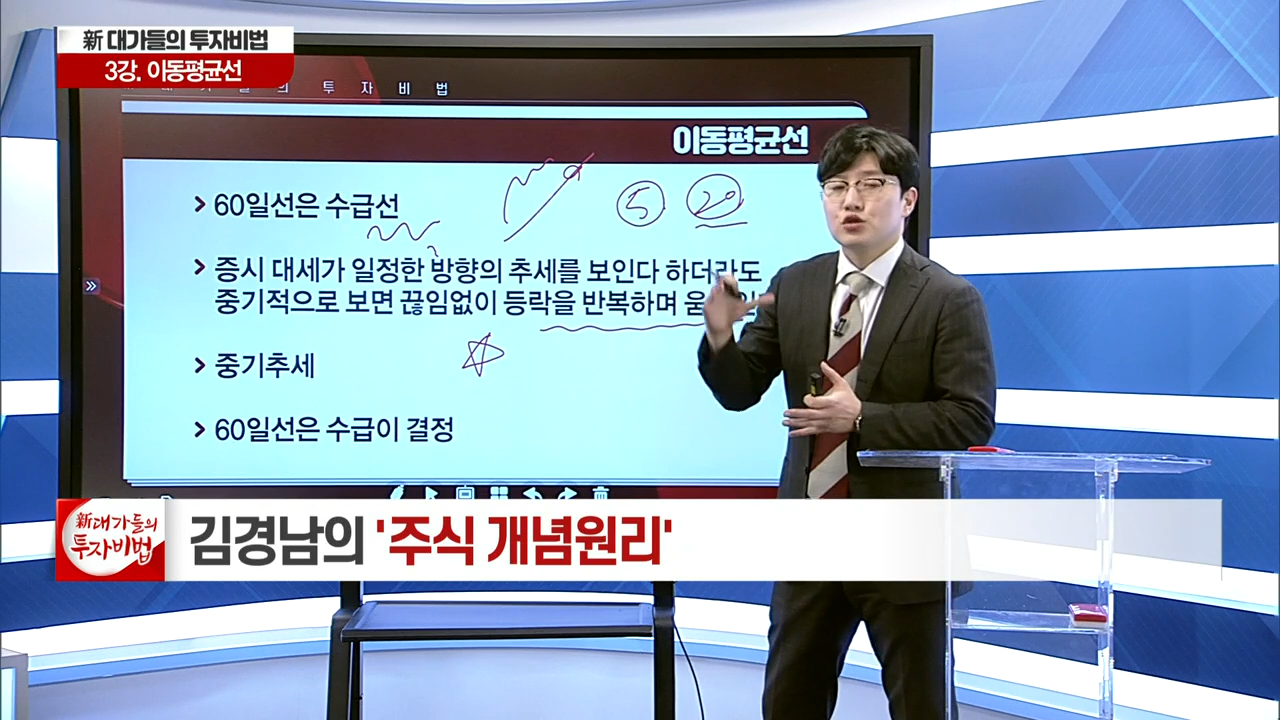 新 대가들의 투자비법
3강. 이동평균선
들의 투자비법
이동평균선
> 60일선은 수급선
5 20
> 증시 대세가 일정한 방향의 추세를 보인다 하더라도
중기적으로 보면 끊임없이 등락을 반복하며
> 중기추세
> 60일선은 수급이 결정
新 대가들의
투자비법
김경남의 '주식 개념원리'